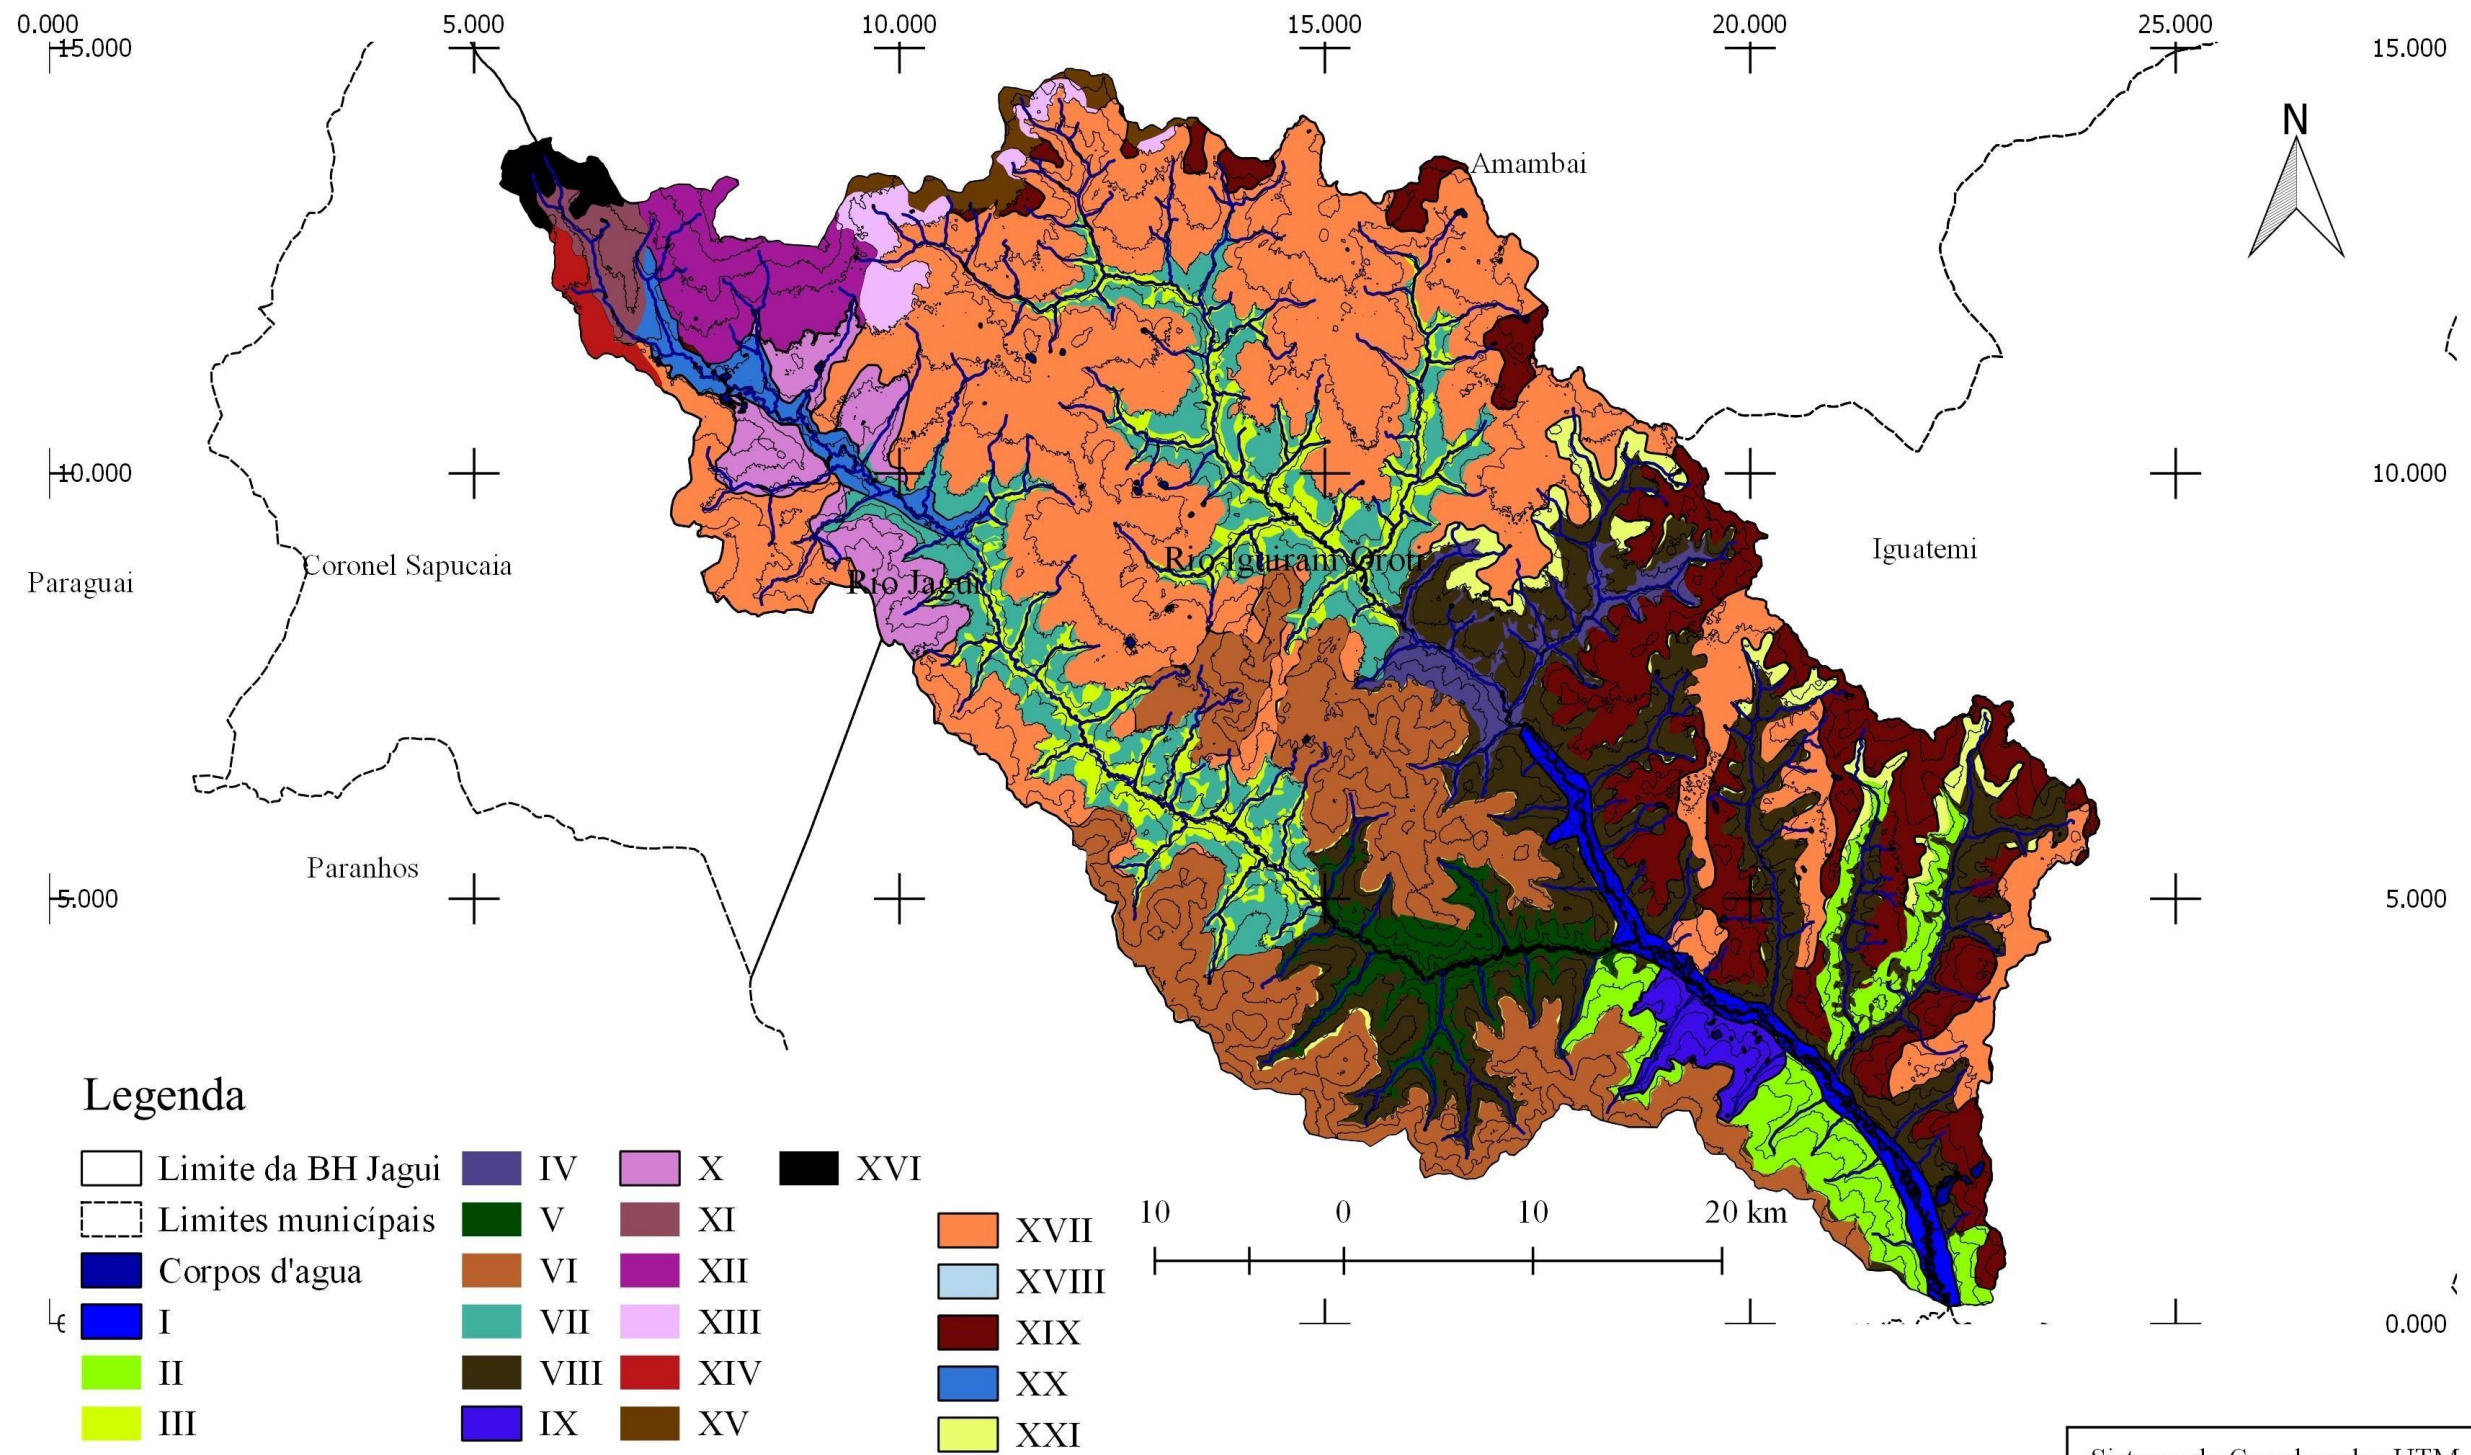 0.000 5.000 10.000 15.000 20.000 25.000
15.000 15.000
N
Amambai
10.000 10.000
Iguatemi
Rio Iguiram Oroti
Coronel Sapucaia
Paraguai
Rio Jagui
Paranhos
5.000 5.000
Legenda
Limite da BH Jagui
Limites municípais
Corpos d'agua
I
II
III
IV
V
VI
VII
VIII
IX
X
XI
XII
XIII
XIV
XV
XVI
XVII
XVIII
XIX
XX
XXI
10 0 10 20 km
0.000